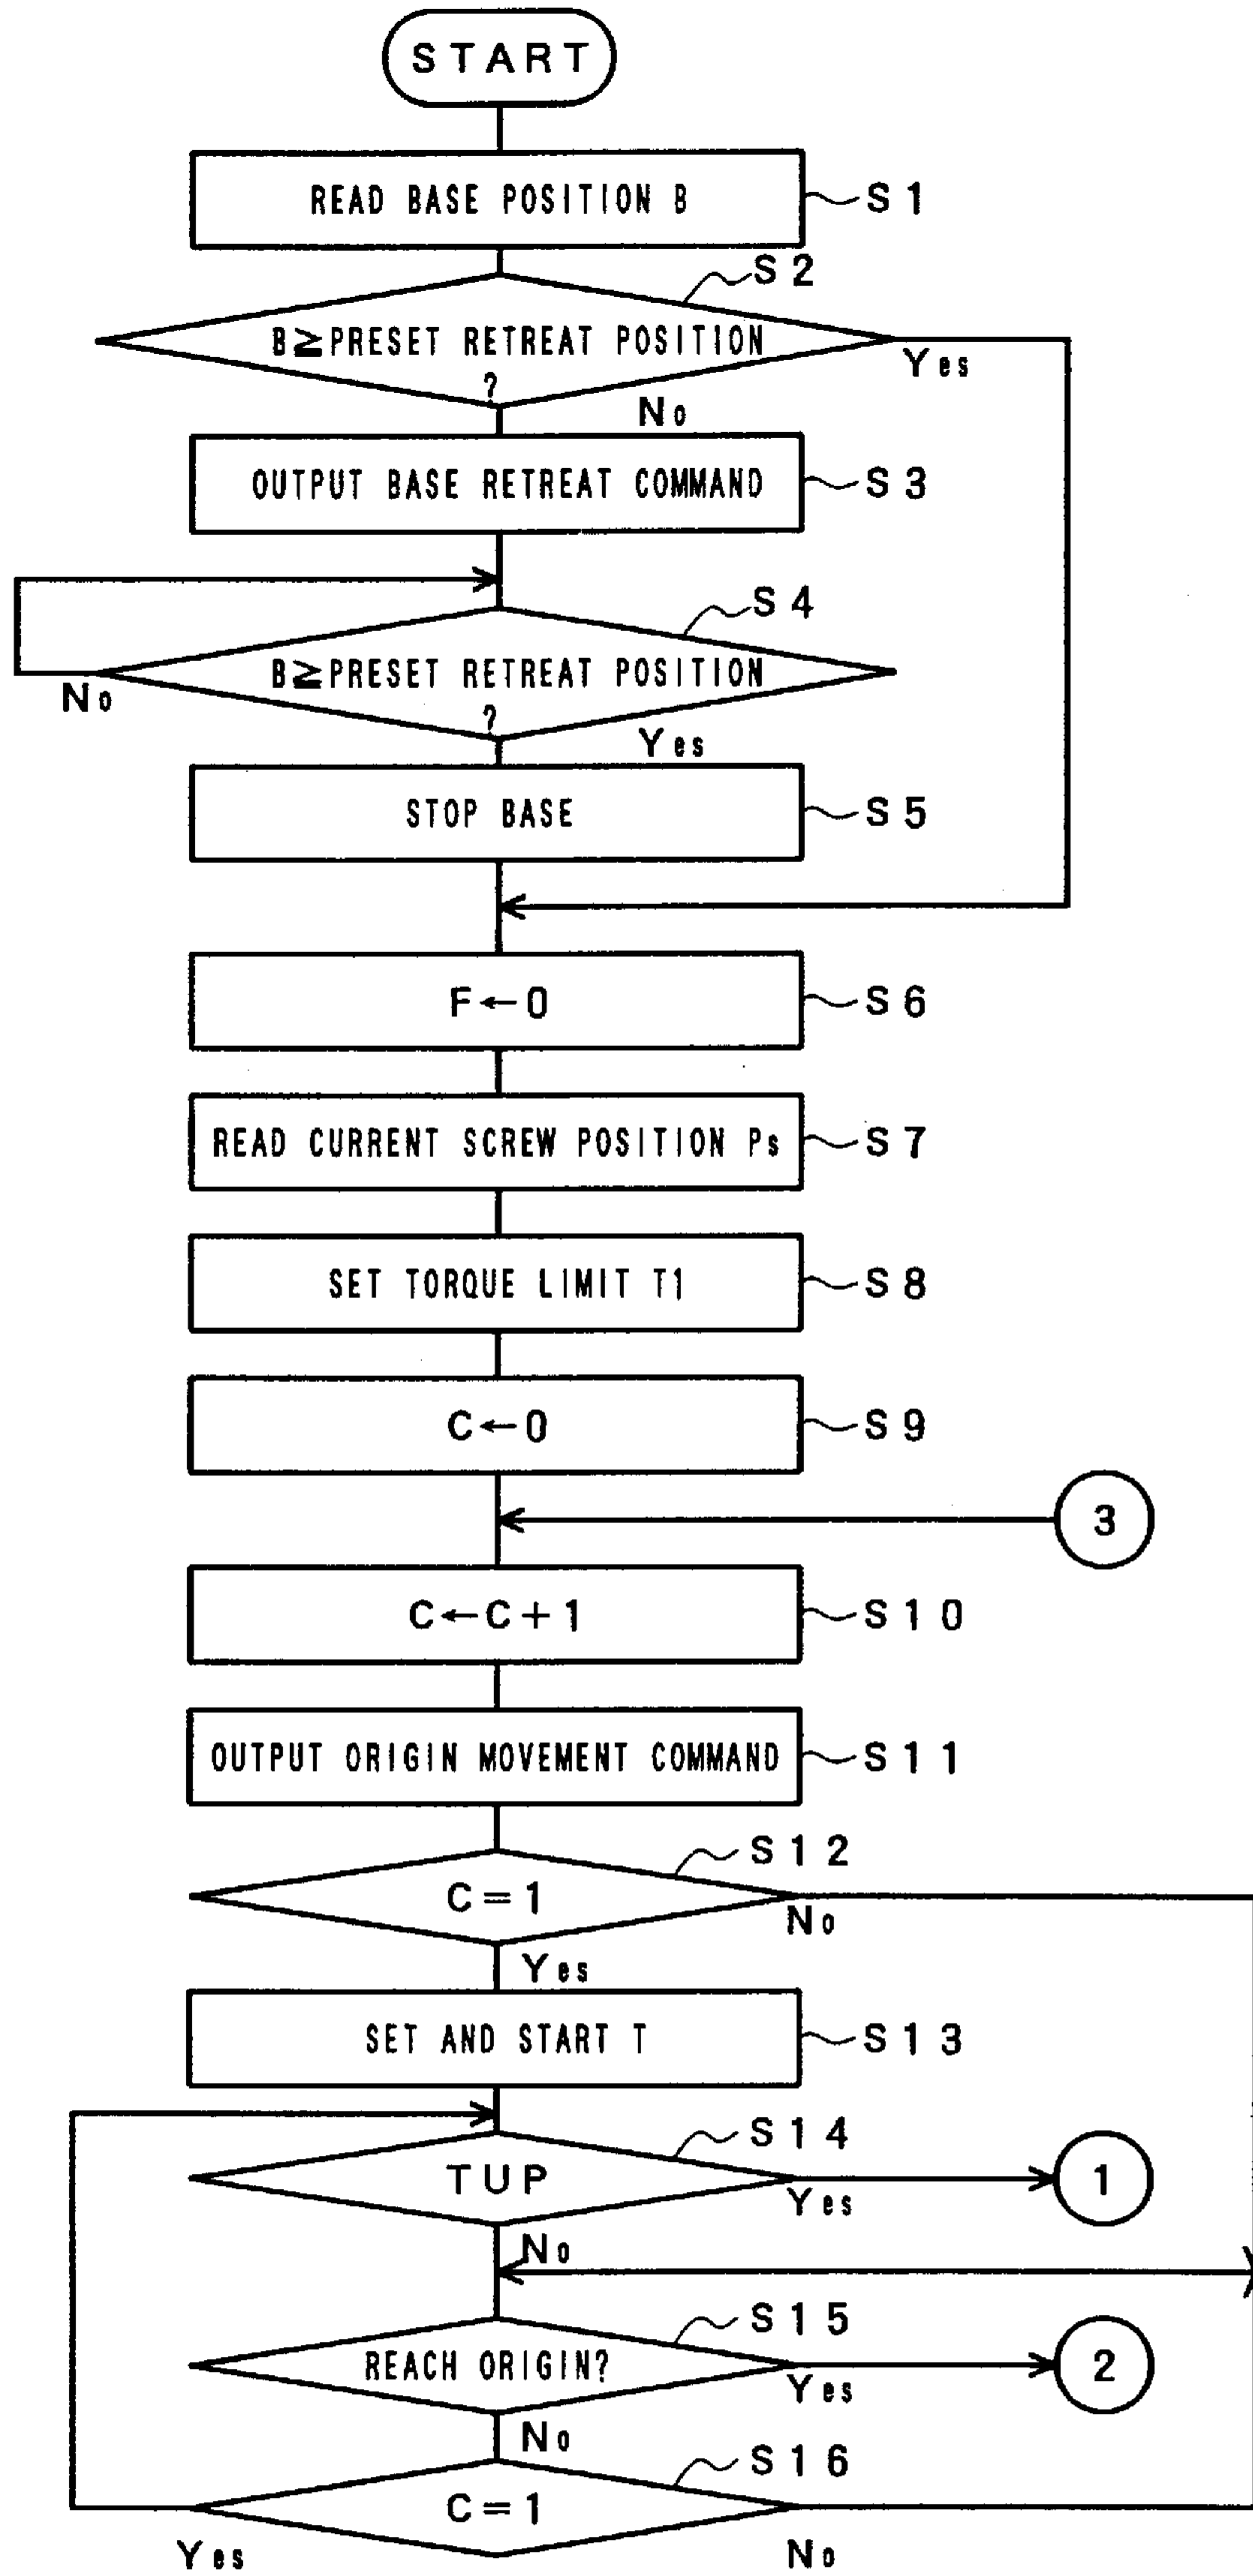 START
READ BASE POSITION B
S1
S2
B≧PRESET RETREAT POSITION
?
Yes
No
OUTPUT BASE RETREAT COMMAND
S3
S4
B≧PRESET RETREAT POSITION
?
No
Yes
STOP BASE
S5
F←0
S6
READ CURRENT SCREW POSITION Ps
S7
SET TORQUE LIMIT T1
S8
C←0
S9
3
C←C+1
S10
OUTPUT ORIGIN MOVEMENT COMMAND
S11
S12
C=1
No
Yes
SET AND START T
S13
S14
TUP
Yes
1
No
S15
REACH ORIGIN?
Yes
2
No
S16
C=1
Yes
No